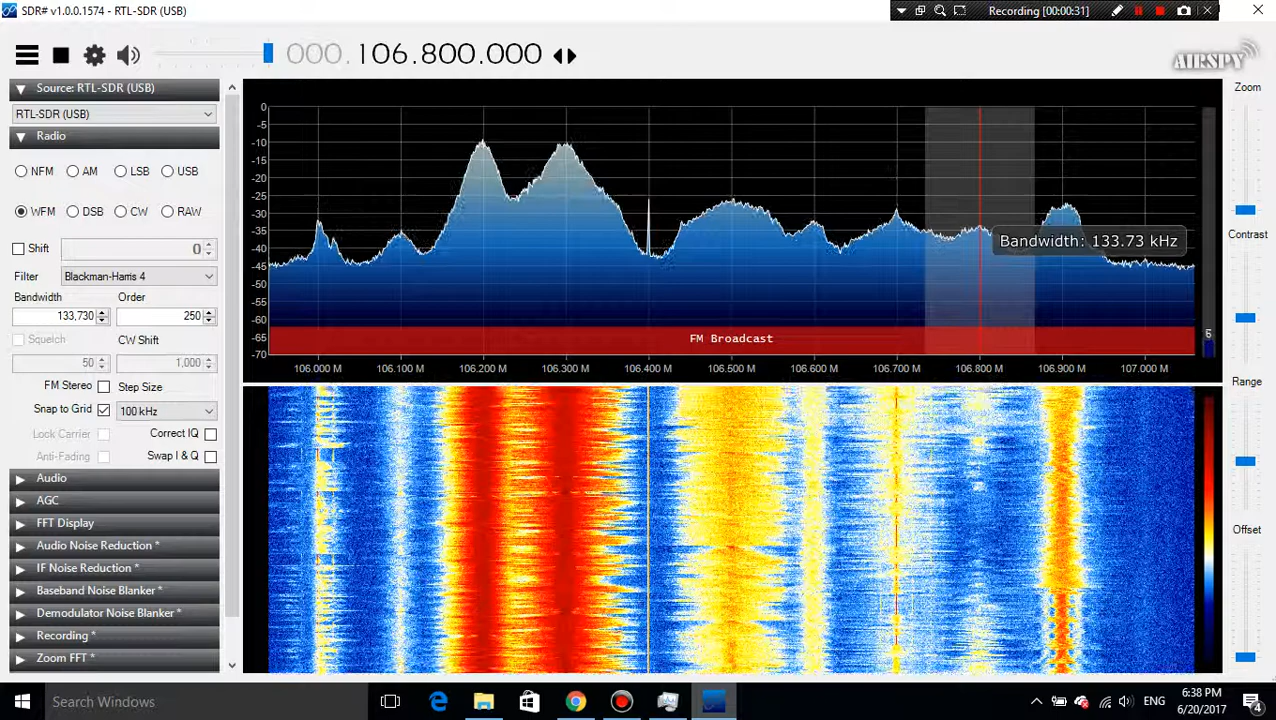 SDR# v1.0.0.1574 - RTL-SDR (USB)
Recording [00:00:31]
000.106.800.000
AIRSPY
Source: RTL-SDR (USB)
RTL-SDR (USB)
Radio
NFM AM LSB USB
WFM DSB CW RAW
Shift 0
Filter Blackman-Harris 4
Bandwidth Order
133,730 250
Squelch CW Shift
50 1,000
FM Stereo Step Size
Snap to Grid 100 kHz
Lock Carrier Correct IQ
Anti-Fading Swap I & Q
Audio
AGC
FFT Display
Audio Noise Reduction *
IF Noise Reduction *
Baseband Noise Blanker *
Demodulator Noise Blanker *
Recording *
Zoom FFT *
0
-5
-10
-15
-20
-25
-30
-35
-40
-45
-50
-55
-60
-65
-70
Bandwidth: 133.73 kHz
FM Broadcast
106.000 M 106.100 M 106.200 M 106.300 M 106.400 M 106.500 M 106.600 M 106.700 M 106.800 M 106.900 M 107.000 M
5
Zoom
Contrast
Range
Offset
Search Windows
ENG
6:38 PM
6/20/2017
4